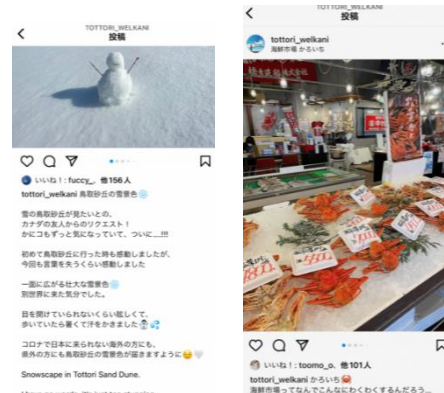 TOTTORI_WELKANI
投稿
いいね！: fuccy_、他156人
tottori_welkani 鳥取砂丘の雪景色
雪の鳥取砂丘が見たいとの、
カナダの友人からのリクエスト！
かにコもずっと気になっていて、ついに....!!!
初めて鳥取砂丘に行った時も感動しましたが、
今回も言葉を失うくらい感動しました
一面に広がる壮大な雪景色
別世界に来た気分でした。
目を開けていられないくらい眩しくて、
歩いていたら暑くて汗をかきました
コロナで日本に来られない海外の方にも、
県外の方にも鳥取砂丘の雪景色が届きますように
Snowscape in Tottori Sand Dune.
TOTTORI_WELKANI
投稿
tottori_welkani
海鮮市場 かろいち
いいね！: toomo_o、他101人
tottori_welkani かろいち
海鮮市場ってなんでこんなにわくわくするんだろう...